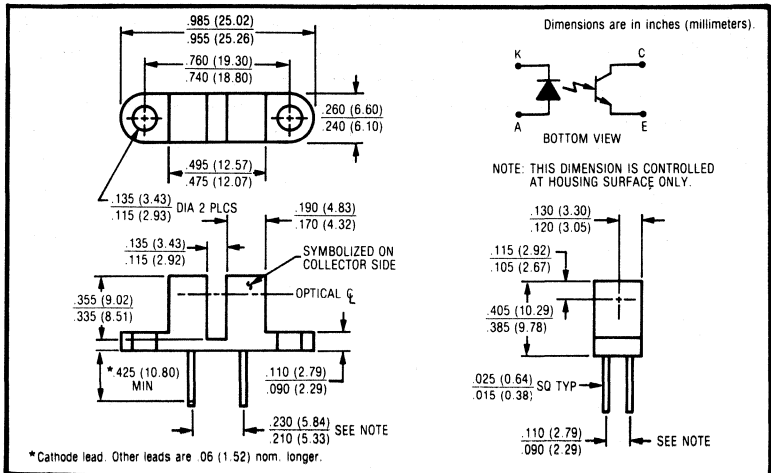 .985 (25.02)
.955 (25.26)
Dimensions are in inches (millimeters).
.760 (19.30)
.740 (18.80)
K
C
A
E
BOTTOM VIEW
.260 (6.60)
.240 (6.10)
.495 (12.57)
.475 (12.07)
NOTE: THIS DIMENSION IS CONTROLLED
AT HOUSING SURFACE ONLY.
.135 (3.43)
.115 (2.93)
DIA 2 PLCS
.190 (4.83)
.170 (4.32)
.130 (3.30)
.120 (3.05)
.135 (3.43)
.115 (2.92)
SYMBOLIZED ON
COLLECTOR SIDE
.115 (2.92)
.105 (2.67)
OPTICAL ℄
.355 (9.02)
.335 (8.51)
.405 (10.29)
.385 (9.78)
*.425 (10.80)
MIN
.110 (2.79)
.090 (2.29)
.025 (0.64)
.015 (0.38)
SQ TYP
.230 (5.84)
.210 (5.33)
SEE NOTE
.110 (2.79)
.090 (2.29)
SEE NOTE
*Cathode lead. Other leads are .06 (1.52) nom. longer.